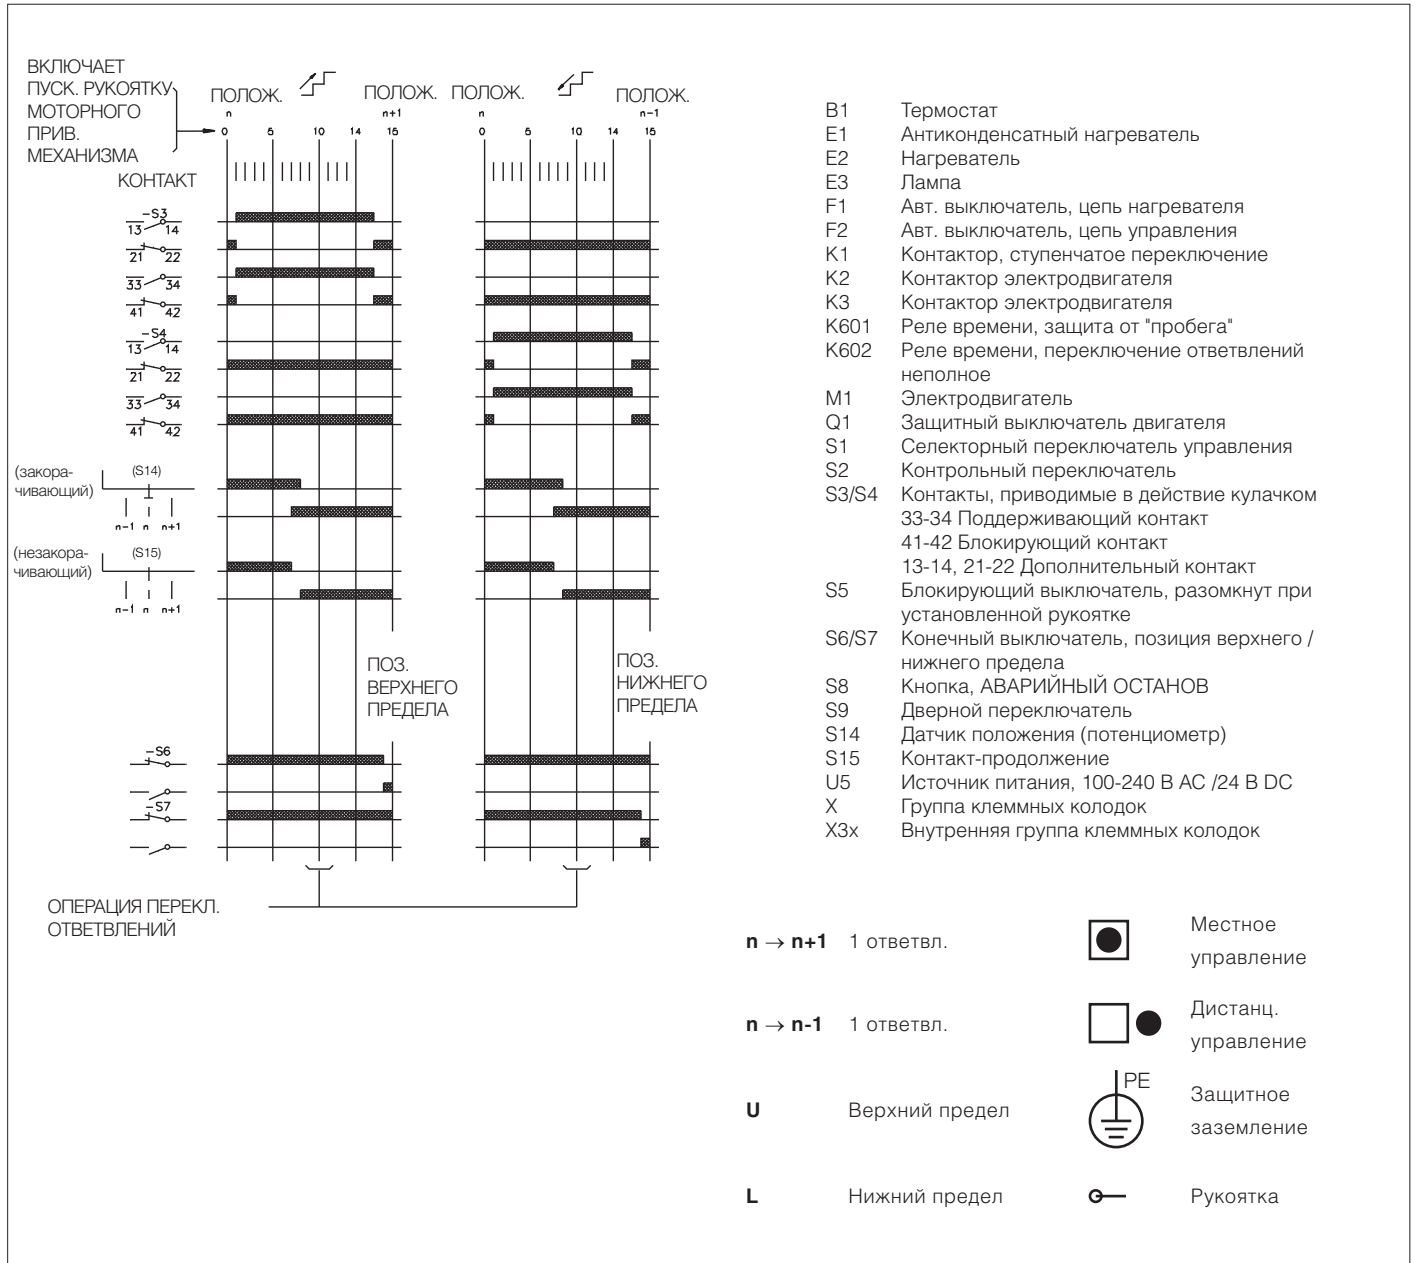 ВКЛЮЧАЕТ
ПУСК. РУКОЯТКУ
МОТОРНОГО
ПРИВ.
МЕХАНИЗМА
ПОЛОЖ. ПОЛОЖ. ПОЛОЖ. ПОЛОЖ.
n n+1 n n-1
0 5 10 14 15 0 5 10 14 15
КОНТАКТ
-S3
13 14
21 22
33 34
41 42
-S4
13 14
21 22
33 34
41 42
(закора-
чивающий)
(S14)
n-1 n n+1
(незакора-
чивающий)
(S15)
n-1 n n+1
ПОЗ.
ВЕРХНЕГО
ПРЕДЕЛА
ПОЗ.
НИЖНЕГО
ПРЕДЕЛА
-S6
-S7
ОПЕРАЦИЯ ПЕРЕКЛ.
ОТВЕТВЛЕНИЙ
B1 Термостат
E1 Антиконденсатный нагреватель
E2 Нагреватель
E3 Лампа
F1 Авт. выключатель, цепь нагревателя
F2 Авт. выключатель, цепь управления
K1 Контактор, ступенчатое переключение
K2 Контактор электродвигателя
K3 Контактор электродвигателя
K601 Реле времени, защита от "пробега"
K602 Реле времени, переключение ответвлений
неполное
M1 Электродвигатель
Q1 Защитный выключатель двигателя
S1 Селекторный переключатель управления
S2 Контрольный переключатель
S3/S4 Контакты, приводимые в действие кулачком
33-34 Поддерживающий контакт
41-42 Блокирующий контакт
13-14, 21-22 Дополнительный контакт
S5 Блокирующий выключатель, разомкнут при
установленной рукоятке
S6/S7 Конечный выключатель, позиция верхнего /
нижнего предела
S8 Кнопка, АВАРИЙНЫЙ ОСТАНОВ
S9 Дверной переключатель
S14 Датчик положения (потенциометр)
S15 Контакт-продолжение
U5 Источник питания, 100-240 В AC /24 В DC
X Группа клеммных колодок
X3x Внутренняя группа клеммных колодок
n → n+1 1 ответвл.
Местное
управление
n → n-1 1 ответвл.
Дистанц.
управление
U Верхний предел
PE
Защитное
заземление
L Нижний предел
Рукоятка